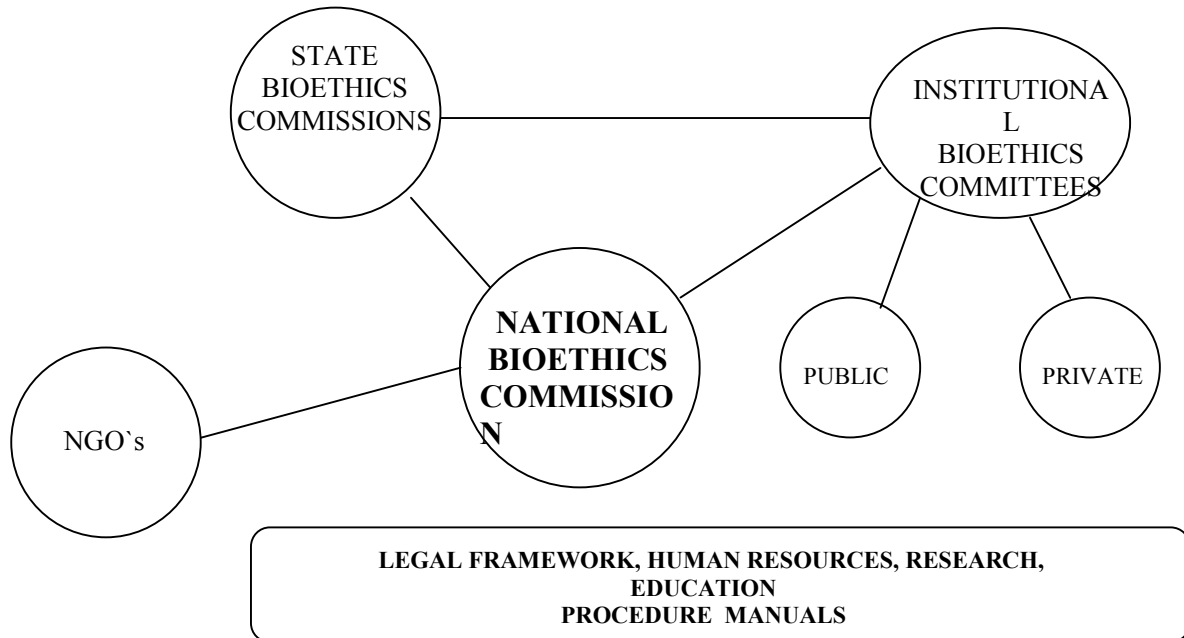 STATE
BIOETHICS
COMMISSIONS
INSTITUTIONA
L
BIOETHICS
COMMITTEES
NATIONAL
BIOETHICS
COMMISSIO
N
PUBLIC
PRIVATE
NGO`s
LEGAL FRAMEWORK, HUMAN RESOURCES, RESEARCH,
EDUCATION
PROCEDURE MANUALS